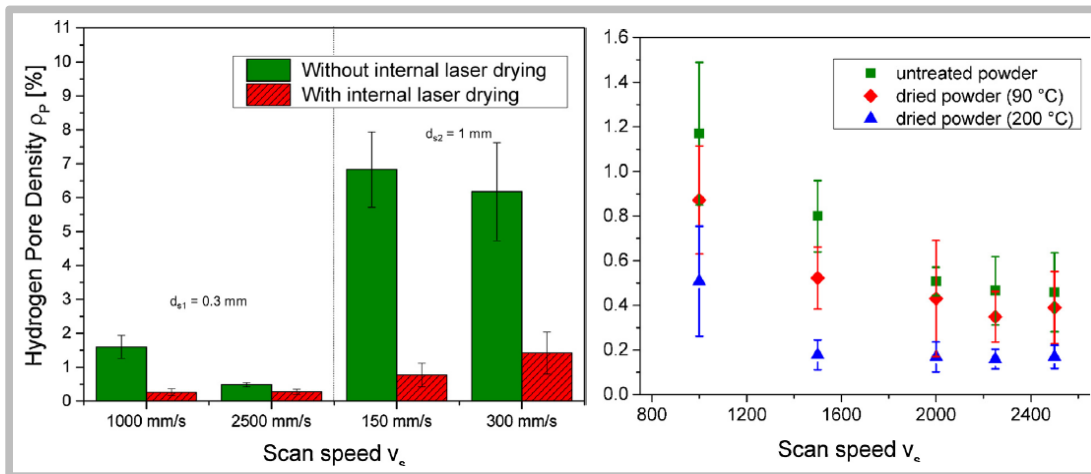 Hydrogen Pore Density ρP [%]
11
10
9
8
7
6
5
4
3
2
1
0
Without internal laser drying
With internal laser drying
ds1 = 0.3 mm
ds2 = 1 mm
1000 mm/s
2500 mm/s
150 mm/s
300 mm/s
Scan speed vs
1.6
1.4
1.2
1.0
0.8
0.6
0.4
0.2
0.0
untreated powder
dried powder (90 °C)
dried powder (200 °C)
800
1200
1600
2000
2400
Scan speed vs